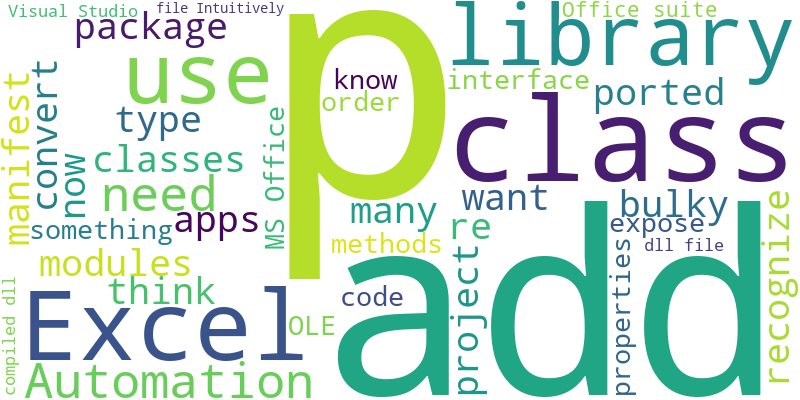 Visual Studio
file Intuitively
Office suite
package
p
library
use
know
interface
convert
order
ported
type
class
manifest
now
classes
MS Office
need
many
want
bulky
something
apps
re
expose
recognize
methods
dll file
modules
project
properties
think
code
add
Excel
OLE
compiled dll
Automation